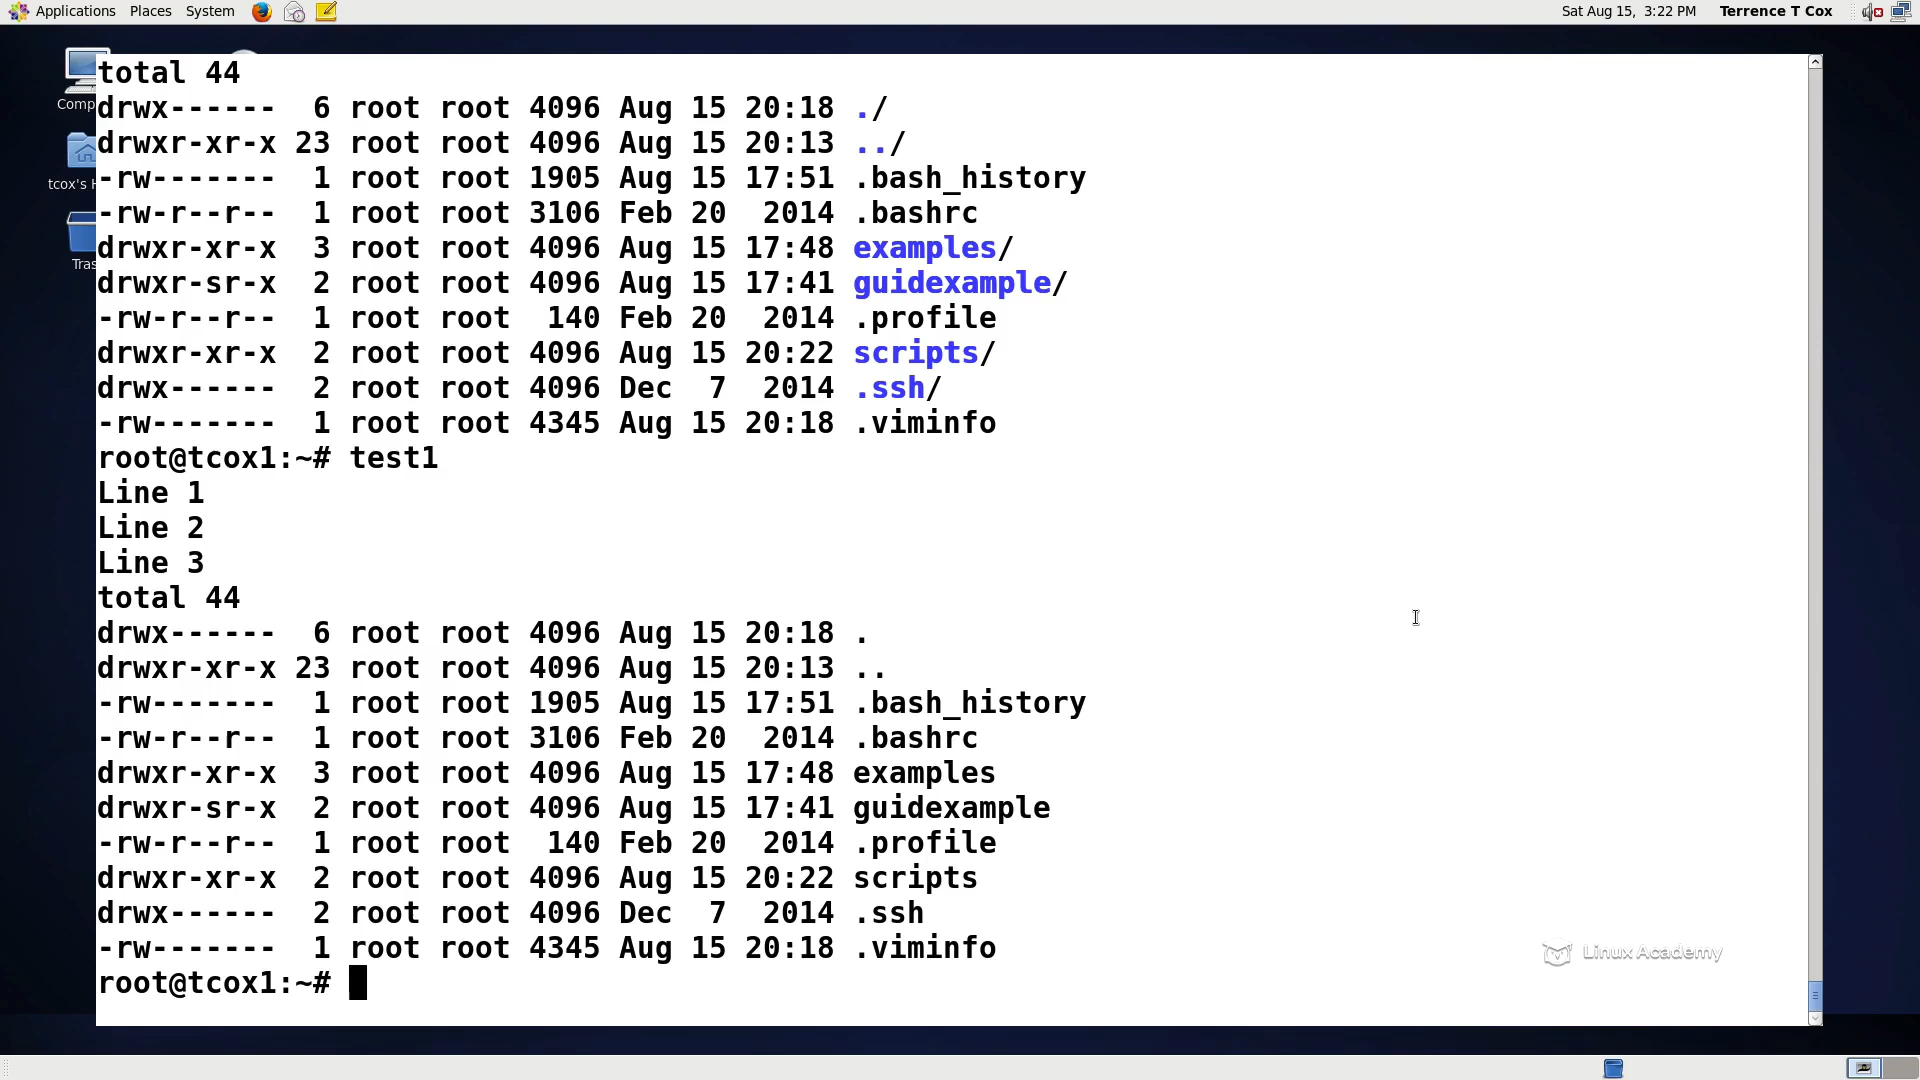 Applications Places System Sat Aug 15, 3:22 PM Terrence T Cox
Comp
tcox's H
Tras
total 44
drwx------  6 root root 4096 Aug 15 20:18 ./
drwxr-xr-x 23 root root 4096 Aug 15 20:13 ../
-rw-------  1 root root 1905 Aug 15 17:51 .bash_history
-rw-r--r--  1 root root 3106 Feb 20  2014 .bashrc
drwxr-xr-x  3 root root 4096 Aug 15 17:48 examples/
drwxr-sr-x  2 root root 4096 Aug 15 17:41 guidexample/
-rw-r--r--  1 root root  140 Feb 20  2014 .profile
drwxr-xr-x  2 root root 4096 Aug 15 20:22 scripts/
drwx------  2 root root 4096 Dec  7  2014 .ssh/
-rw-------  1 root root 4345 Aug 15 20:18 .viminfo
root@tcox1:~# test1
Line 1
Line 2
Line 3
total 44
drwx------  6 root root 4096 Aug 15 20:18 .
drwxr-xr-x 23 root root 4096 Aug 15 20:13 ..
-rw-------  1 root root 1905 Aug 15 17:51 .bash_history
-rw-r--r--  1 root root 3106 Feb 20  2014 .bashrc
drwxr-xr-x  3 root root 4096 Aug 15 17:48 examples
drwxr-sr-x  2 root root 4096 Aug 15 17:41 guidexample
-rw-r--r--  1 root root  140 Feb 20  2014 .profile
drwxr-xr-x  2 root root 4096 Aug 15 20:22 scripts
drwx------  2 root root 4096 Dec  7  2014 .ssh
-rw-------  1 root root 4345 Aug 15 20:18 .viminfo
root@tcox1:~#
Linux Academy